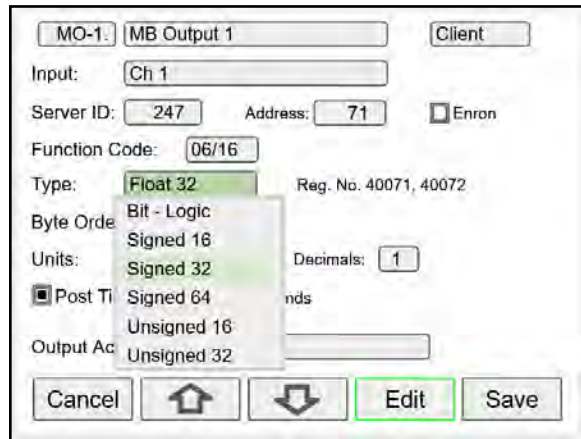 MO-1. MB Output 1 Client
Input: Ch 1
Server ID: 247 Address: 71 Enron
Function Code: 06/16
Type: Float 32 Reg. No. 40071, 40072
Bit - Logic
Byte Orde
Signed 16
Units: Signed 32 Decimals: 1
Post Ti Signed 64 nds
Unsigned 16
Output Ac Unsigned 32
Cancel Edit Save